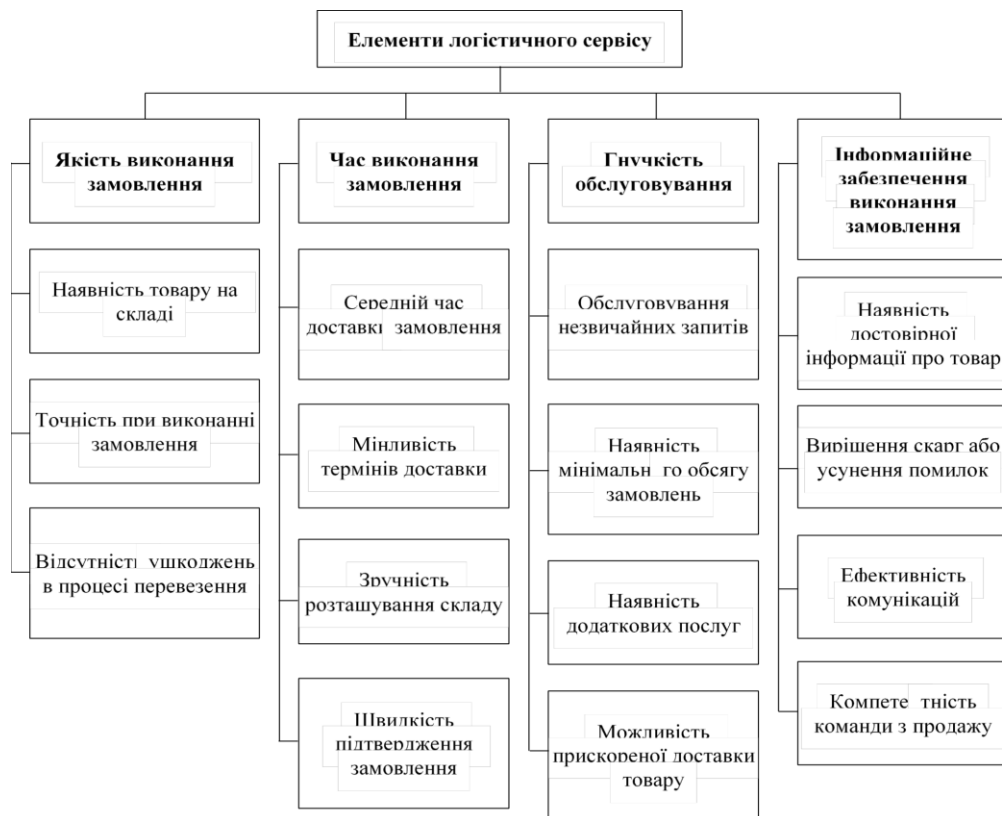 Елементи логістичного сервісу
Якість виконання
замовлення
Наявність товару на
складі
Точність при виконанні
замовлення
Відсутність ушкоджень
в процесі перевезення
Час виконання
замовлення
Середній час
доставки замовлення
Мінливість
термінів доставки
Зручність
розташування складу
Швидкість
підтвердження
замовлення
Гнучкість
обслуговування
Обслуговування
незвичайних запитів
Наявність
мінімальн го обсягу
замовлень
Наявність
додаткових послуг
Можливість
прискореної доставки
товару
Інформаційне
забезпечення
виконання
замовлення
Наявність
достовірної
інформації про товар
Вирішення скарг або
усунення помилок
Ефективність
комунікацій
Компете тність
команди з продажу